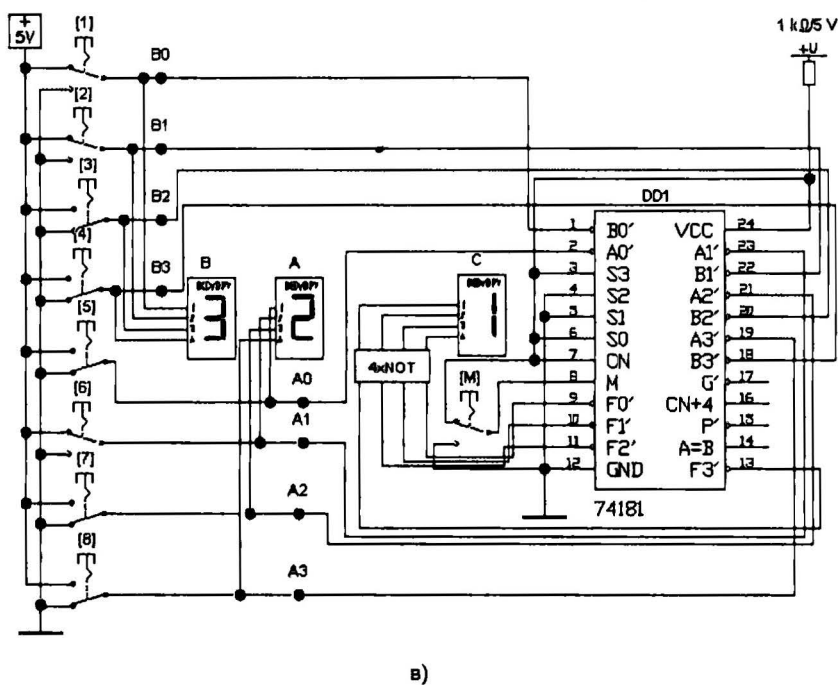 +
5V
[1]
[2]
[3]
[4]
[5]
[6]
[7]
[8]
B0
B1
B2
B3
B
3
A
2
A0
A1
A2
A3
C
1
4xNOT
[M]
1 kΩ/5 V
+U
DD1
1 B0' VCC 24
2 A0' A1' 23
3 S3 B1' 22
4 S2 A2' 21
5 S1 B2' 20
6 S0 A3' 19
7 CN B3' 18
8 M G' 17
9 F0' CN+4 16
10 F1' P' 15
11 F2' A=B 14
12 GND F3' 13
74181
в)